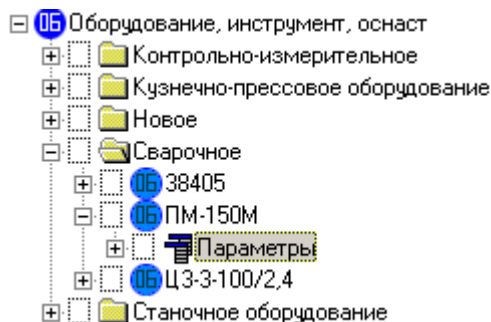 ОБ Оборудование, инструмент, оснаст
Контрольно-измерительное
Кузнечно-прессовое оборудование
Новое
Сварочное
ОБ 38405
ОБ ПМ-150М
Параметры
ОБ ЦЗ-3-100/2,4
Станочное оборудование